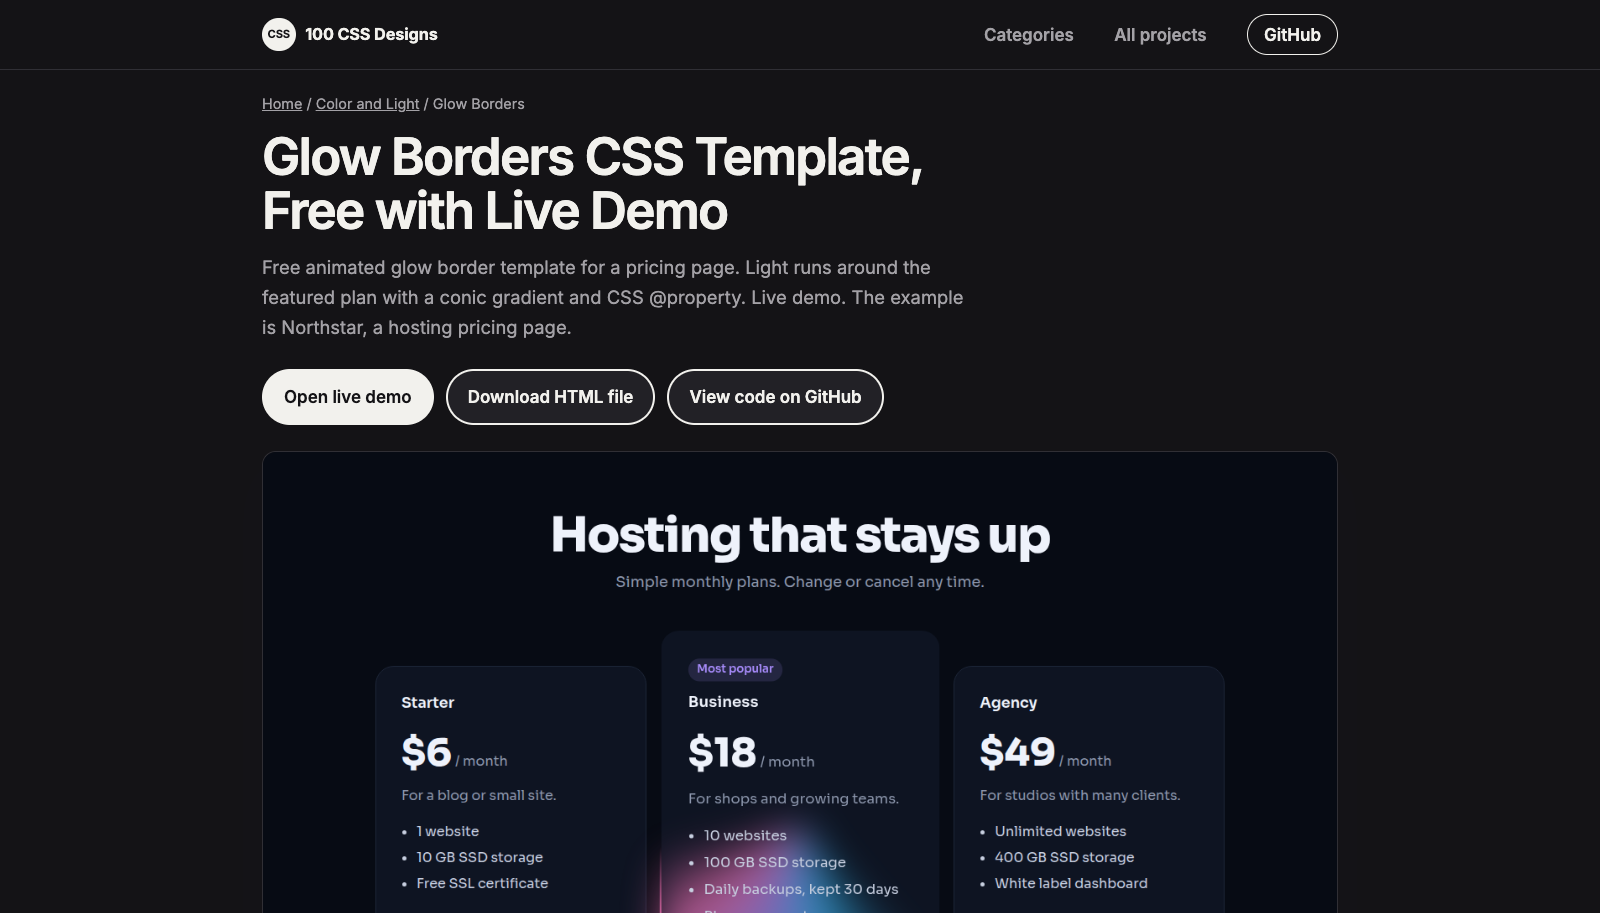 CSS 100 CSS Designs
Categories
All projects
GitHub
Home / Color and Light / Glow Borders
Glow Borders CSS Template,
Free with Live Demo
Free animated glow border template for a pricing page. Light runs around the
featured plan with a conic gradient and CSS @property. Live demo. The example
is Northstar, a hosting pricing page.
Open live demo
Download HTML file
View code on GitHub
Hosting that stays up
Simple monthly plans. Change or cancel any time.
Starter
$6 / month
For a blog or small site.
• 1 website
• 10 GB SSD storage
• Free SSL certificate
Most popular
Business
$18 / month
For shops and growing teams.
• 10 websites
• 100 GB SSD storage
• Daily backups, kept 30 days
Agency
$49 / month
For studios with many clients.
• Unlimited websites
• 400 GB SSD storage
• White label dashboard